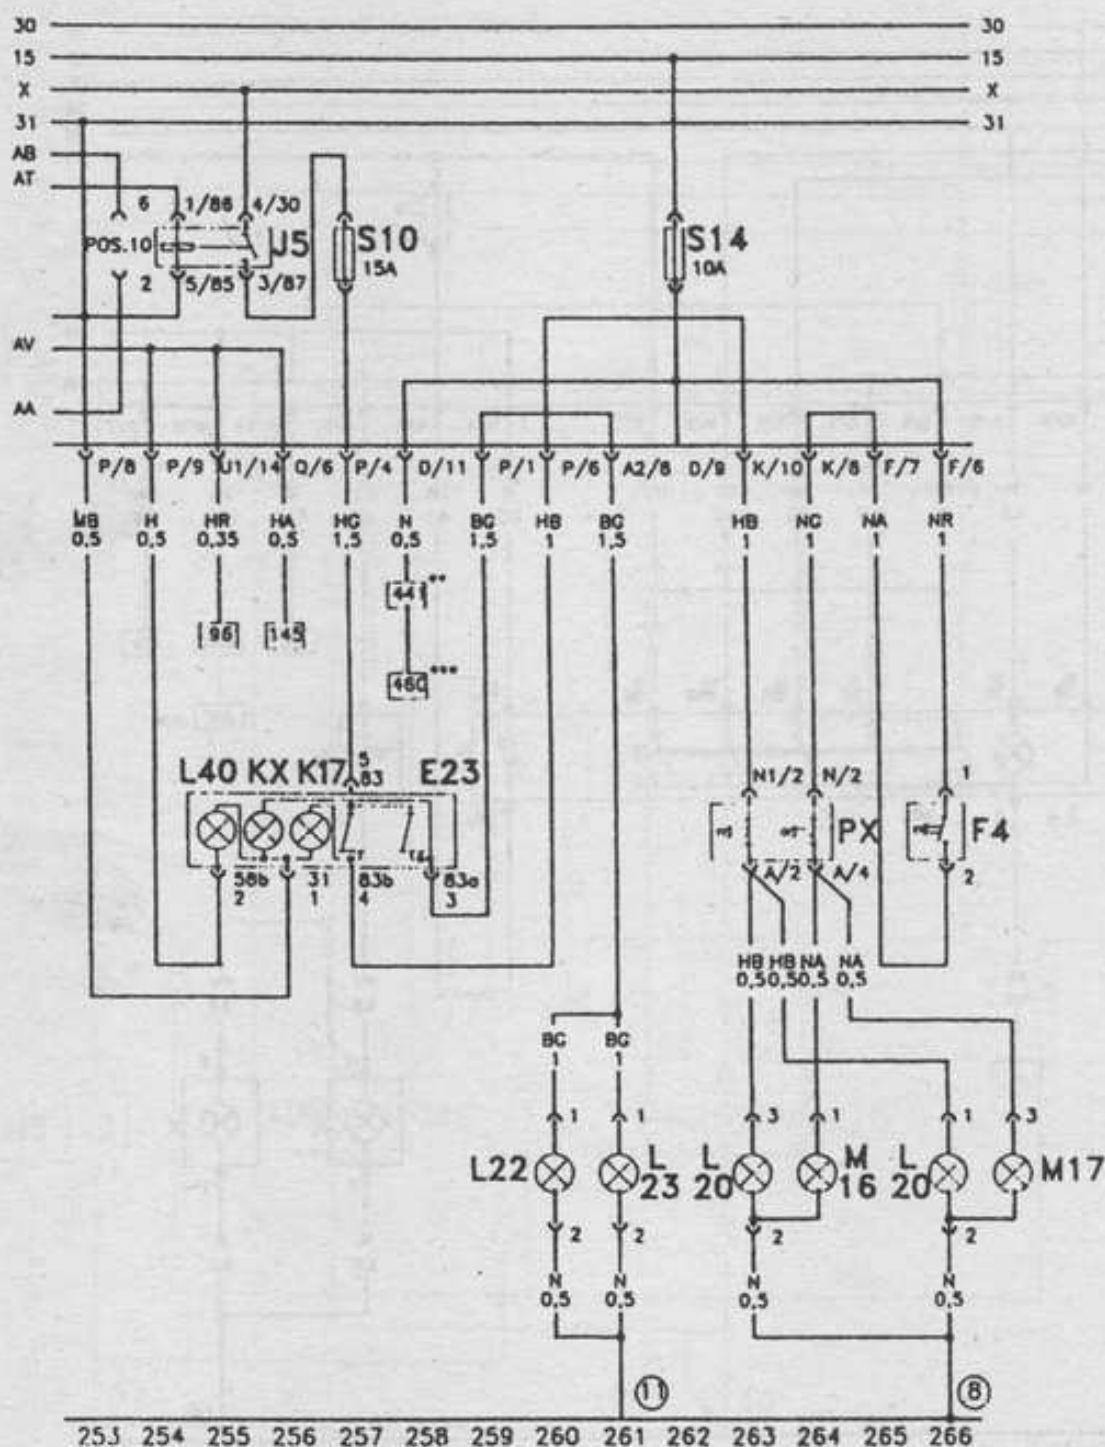 30 30
15 15
X X
31 31
AB
AT
6 1/86 4/30
POS.10 J5 S10 S14
15A 10A
2 5/85 3/87
AV
AA
P/8 P/9 U1/14 Q/6 P/4 D/11 P/1 P/6 A2/8 D/9 K/10 K/8 F/7 F/6
MB H HR HA HG N BG HB BG HB NG NA NR
0,5 0,5 0,35 0,5 1,5 0,5 1,5 1 1,5 1 1 1 1
441 **
96 145
460 ***
L40 KX K17 5 E23
83
N1/2 N/2 1
PX F4
58b 31 83b 83a A/2 A/4 2
2 1 4 3
HB HB NA NA
0,5 0,5 0,5 0,5
BG BG
1 1
1 1 3 1 1 3
L22 L L M L M17
23 20 16 20
2 2 2 2
N N N N
0,5 0,5 0,5 0,5
11 8
253 254 255 256 257 258 259 260 261 262 263 264 265 266